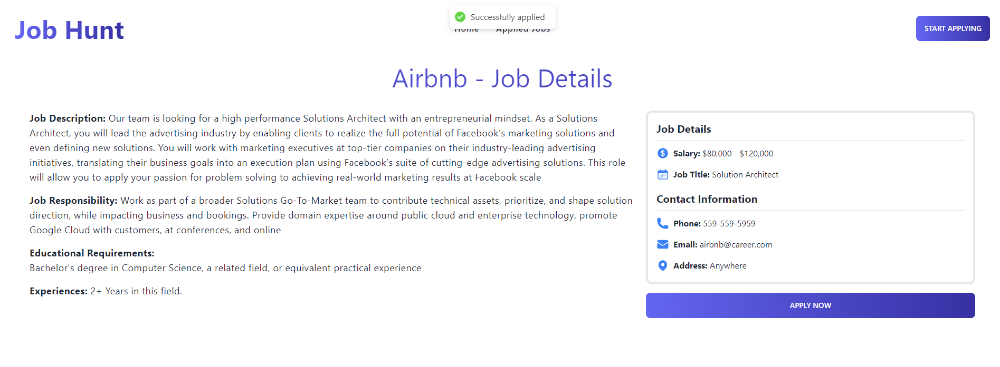 Successfully applied
Job Hunt
Home Applied Jobs
START APPLYING
Airbnb - Job Details
Job Description: Our team is looking for a high performance Solutions Architect with an entrepreneurial mindset. As a Solutions
Architect, you will lead the advertising industry by enabling clients to realize the full potential of Facebook's marketing solutions and
even defining new solutions. You will work with marketing executives at top-tier companies on their industry-leading advertising
initiatives, translating their business goals into an execution plan using Facebook’s suite of cutting-edge advertising solutions. This role
will allow you to apply your passion for problem solving to achieving real-world marketing results at Facebook scale
Job Responsibility: Work as part of a broader Solutions Go-To-Market team to contribute technical assets, prioritize, and shape solution
direction, while impacting business and bookings. Provide domain expertise around public cloud and enterprise technology, promote
Google Cloud with customers, at conferences, and online
Educational Requirements:
Bachelor's degree in Computer Science, a related field, or equivalent practical experience
Experiences: 2+ Years in this field.
Job Details
Salary: $80,000 - $120,000
Job Title: Solution Architect
Contact Information
Phone: 559-559-5959
Email: airbnb@career.com
Address: Anywhere
APPLY NOW